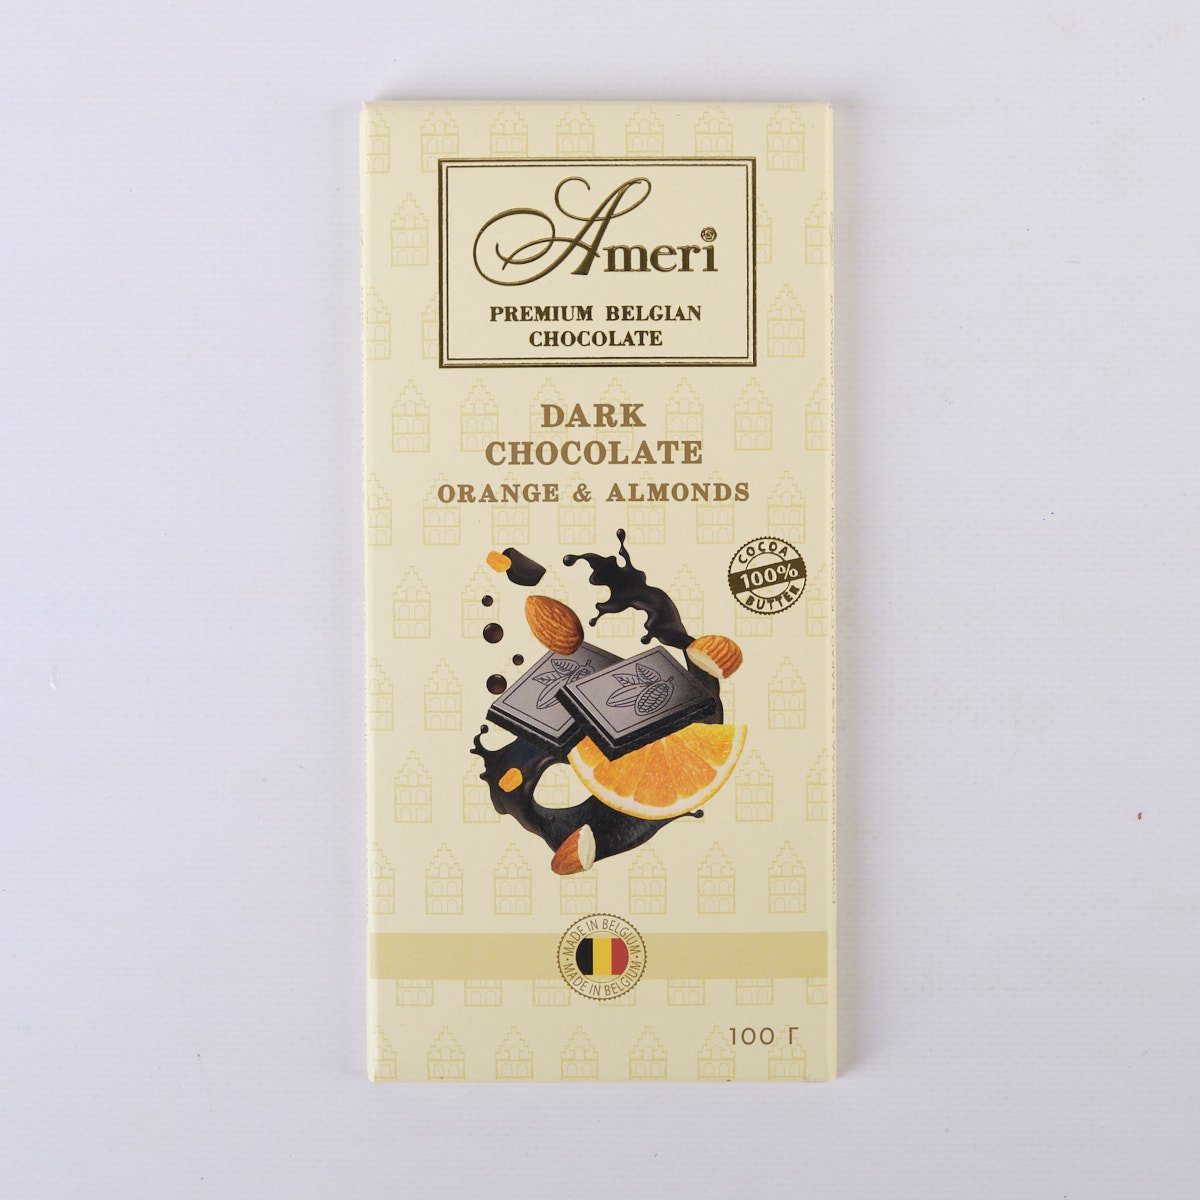 Ameri
PREMIUM BELGIAN
CHOCOLATE
DARK
CHOCOLATE
ORANGE & ALMONDS
COCOA
100%
BUTTER
MADE IN BELGIUM
MADE IN BELGIUM
100 Г